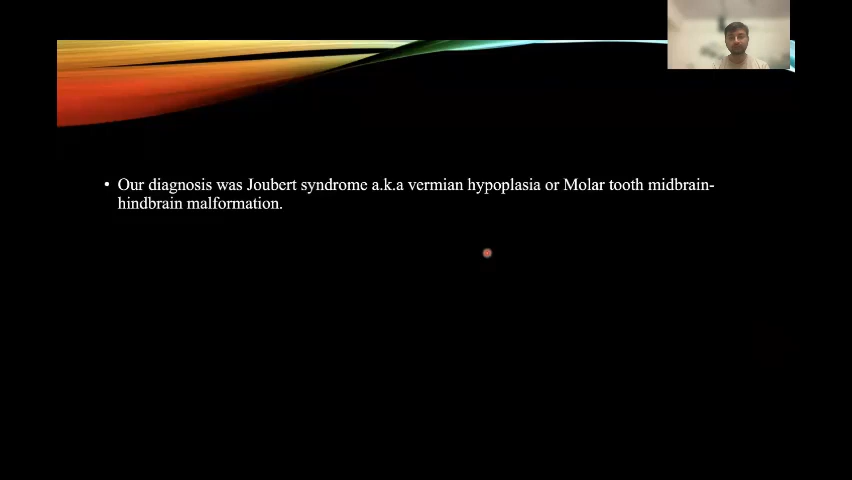 • Our diagnosis was Joubert syndrome a.k.a vermian hypoplasia or Molar tooth midbrain-
hindbrain malformation.